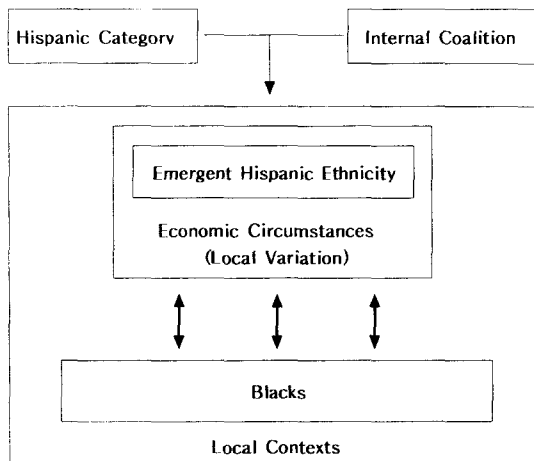 Hispanic Category
Internal Coalition
Emergent Hispanic Ethnicity
Economic Circumstances
(Local Variation)
Blacks
Local Contexts